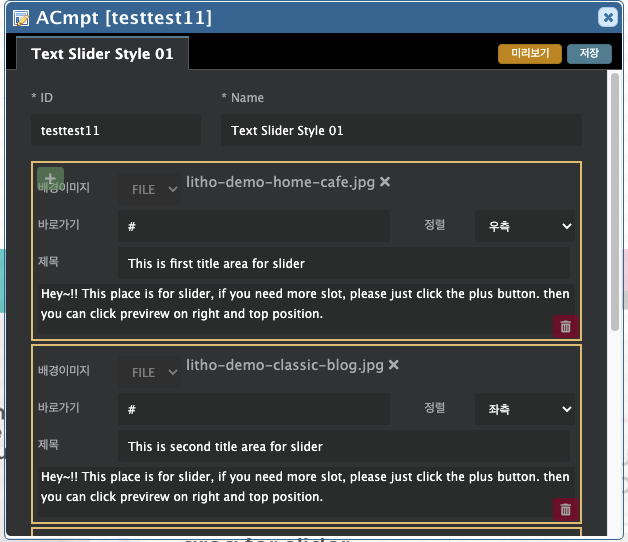 ACmpt [testtest11]
Text Slider Style 01
미리보기
저장
* ID
* Name
testtest11
Text Slider Style 01
배경이미지
FILE
litho-demo-home-cafe.jpg
바로가기
#
정렬
우측
제목
This is first title area for slider
Hey~!! This place is for slider, if you need more slot, please just click the plus button. then
you can click previrew on right and top position.
배경이미지
FILE
litho-demo-classic-blog.jpg
바로가기
#
정렬
좌측
제목
This is second title area for slider
Hey~!! This place is for slider, if you need more slot, please just click the plus button. then
you can click previrew on right and top position.